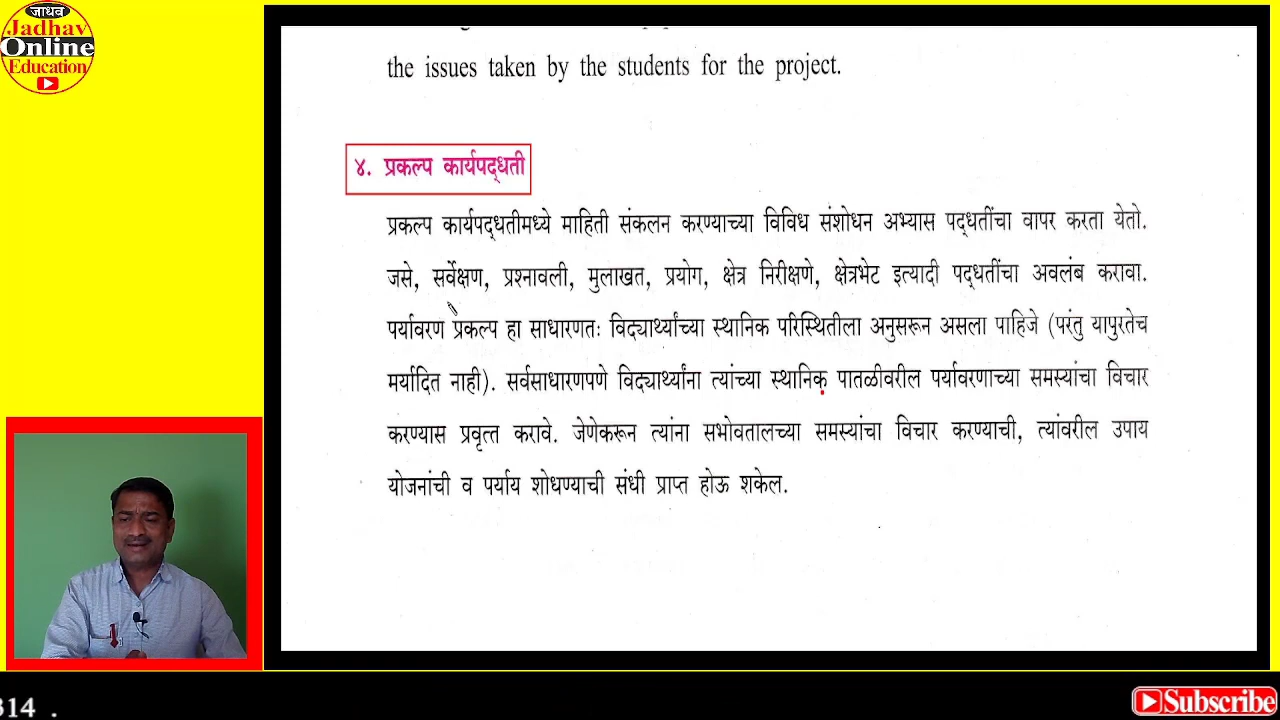 जाधव
Jadhav
Online
Education
the issues taken by the students for the project.
४. प्रकल्प कार्यपद्धती
प्रकल्प कार्यपद्धतीमध्ये माहिती संकलन करण्याच्या विविध संशोधन अभ्यास पद्धतींचा वापर करता येतो.
जसे, सर्वेक्षण, प्रश्नावली, मुलाखत, प्रयोग, क्षेत्र निरीक्षणे, क्षेत्रभेट इत्यादी पद्धतींचा अवलंब करावा.
पर्यावरण प्रकल्प हा साधारणतः विद्यार्थ्यांच्या स्थानिक परिस्थितीला अनुसरून असला पाहिजे (परंतु यापुरतेच
मर्यादित नाही). सर्वसाधारणपणे विद्यार्थ्यांना त्यांच्या स्थानिक पातळीवरील पर्यावरणाच्या समस्यांचा विचार
करण्यास प्रवृत्त करावे. जेणेकरून त्यांना सभोवतालच्या समस्यांचा विचार करण्याची, त्यांवरील उपाय
योजनांची व पर्याय शोधण्याची संधी प्राप्त होऊ शकेल.
314 .
Subscribe